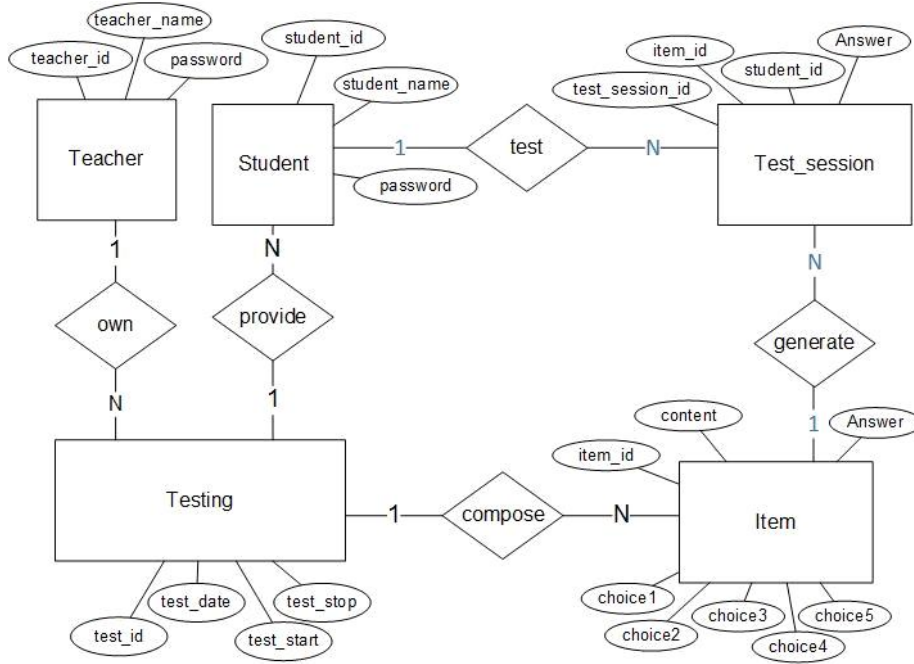 teacher_name
teacher_id
password
Teacher
student_id
student_name
password
Student
1
test
N
item_id
Answer
student_id
test_session_id
Test_session
1
own
N
N
provide
1
N
generate
1
Testing
test_id
test_date
test_start
test_stop
1
compose
N
content
Answer
item_id
Item
choice1
choice2
choice3
choice4
choice5